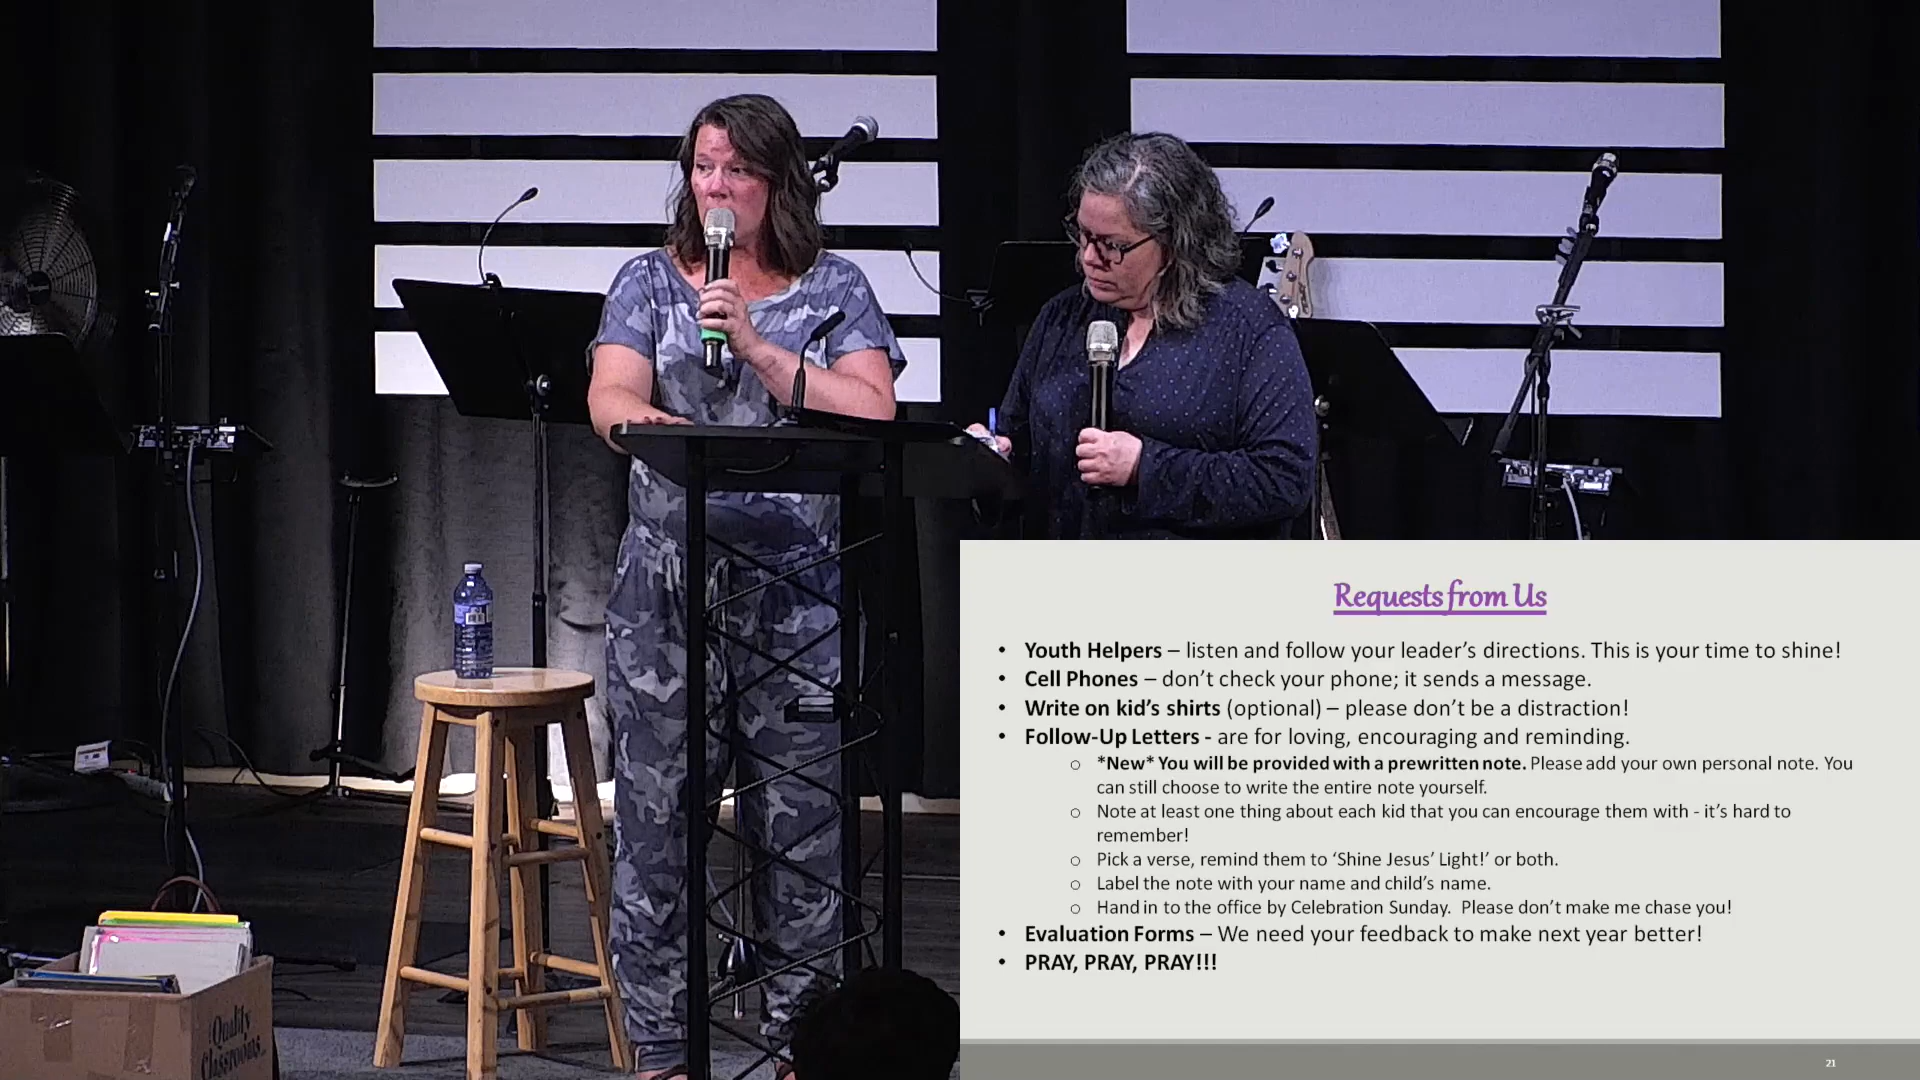 Requests from Us
• Youth Helpers – listen and follow your leader’s directions. This is your time to shine!
• Cell Phones – don’t check your phone; it sends a message.
• Write on kid’s shirts (optional) – please don’t be a distraction!
• Follow-Up Letters - are for loving, encouraging and reminding.
o *New* You will be provided with a prewritten note. Please add your own personal note. You
can still choose to write the entire note yourself.
o Note at least one thing about each kid that you can encourage them with - it’s hard to
remember!
o Pick a verse, remind them to ‘Shine Jesus’ Light!’ or both.
o Label the note with your name and child’s name.
o Hand in to the office by Celebration Sunday. Please don’t make me chase you!
• Evaluation Forms – We need your feedback to make next year better!
• PRAY, PRAY, PRAY!!!
21
Quality
Classrooms